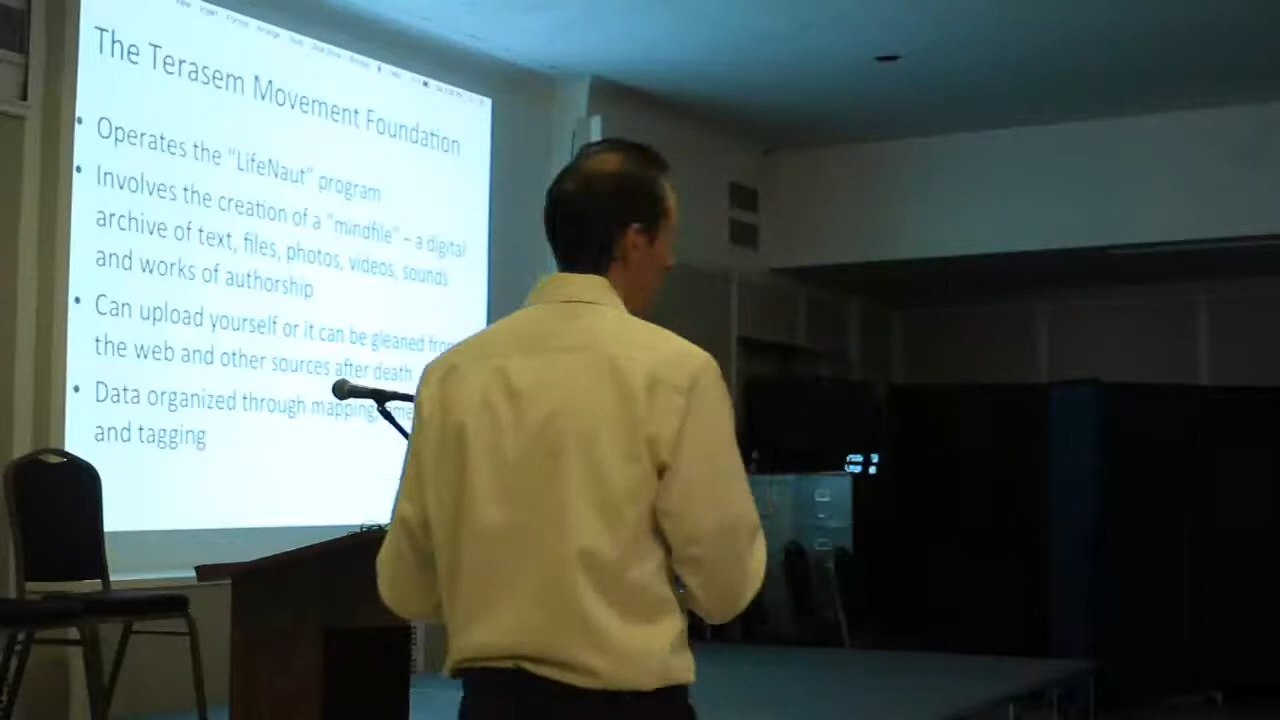 The Terasem Movement Foundation
• Operates the "LifeNaut" program
• Involves the creation of a "mindfile" – a digital
archive of text, files, photos, videos, sounds
and works of authorship
• Can upload yourself or it can be gleaned from
the web and other sources after death
• Data organized through mapping,
and tagging